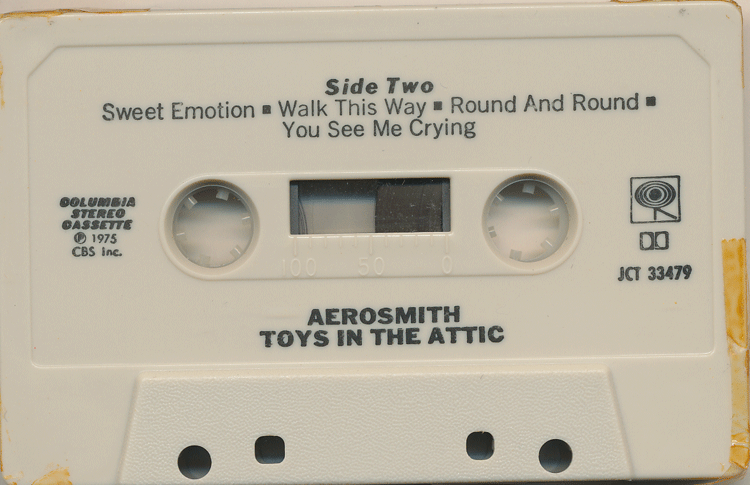 Side Two
Sweet Emotion ■ Walk This Way ■ Round And Round ■
You See Me Crying
COLUMBIA
STEREO
CASSETTE
℗ 1975
CBS Inc.
100 50 0
JCT 33479
AEROSMITH
TOYS IN THE ATTIC